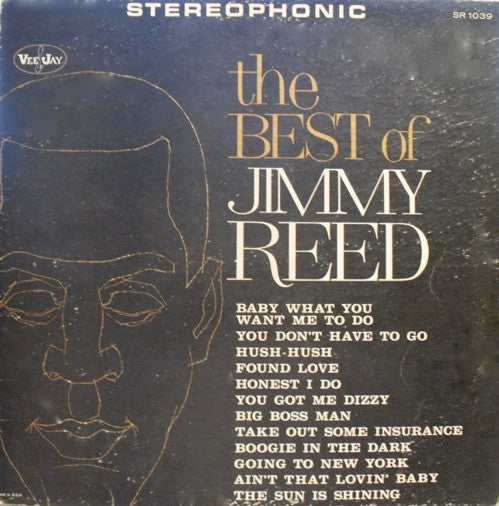 STEREOPHONIC
SR 1039
VEE JAY
the
BEST of
JIMMY
REED
BABY WHAT YOU
WANT ME TO DO
YOU DON'T HAVE TO GO
HUSH-HUSH
FOUND LOVE
HONEST I DO
YOU GOT ME DIZZY
BIG BOSS MAN
TAKE OUT SOME INSURANCE
BOOGIE IN THE DARK
GOING TO NEW YORK
AIN'T THAT LOVIN' BABY
THE SUN IS SHINING